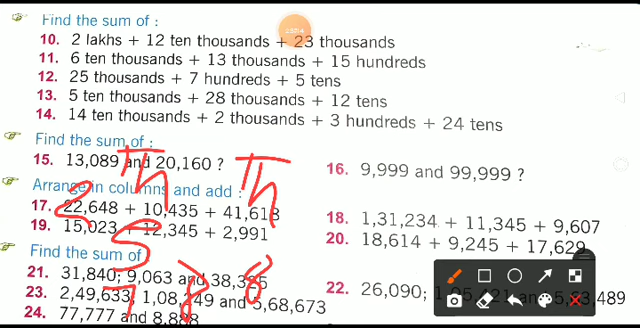 Find the sum of :
10. 2 lakhs + 12 ten thousands + 23 thousands
11. 6 ten thousands + 13 thousands + 15 hundreds
12. 25 thousands + 7 hundreds + 5 tens
13. 5 ten thousands + 28 thousands + 12 tens
14. 14 ten thousands + 2 thousands + 3 hundreds + 24 tens
Find the sum of :
15. 13,089 and 20,160 ?
16. 9,999 and 99,999 ?
Th Th
Arrange in columns and add :
17. 22,648 + 10,435 + 41,618
18. 1,31,234 + 11,345 + 9,607
19. 15,023 + 12,345 + 2,991
20. 18,614 + 9,245 + 17,629
Find the sum of
21. 31,840; 9,063 and
22. 26,090;
23. 2,49,633, and 5,68,673
24. 77,777 and 8,888